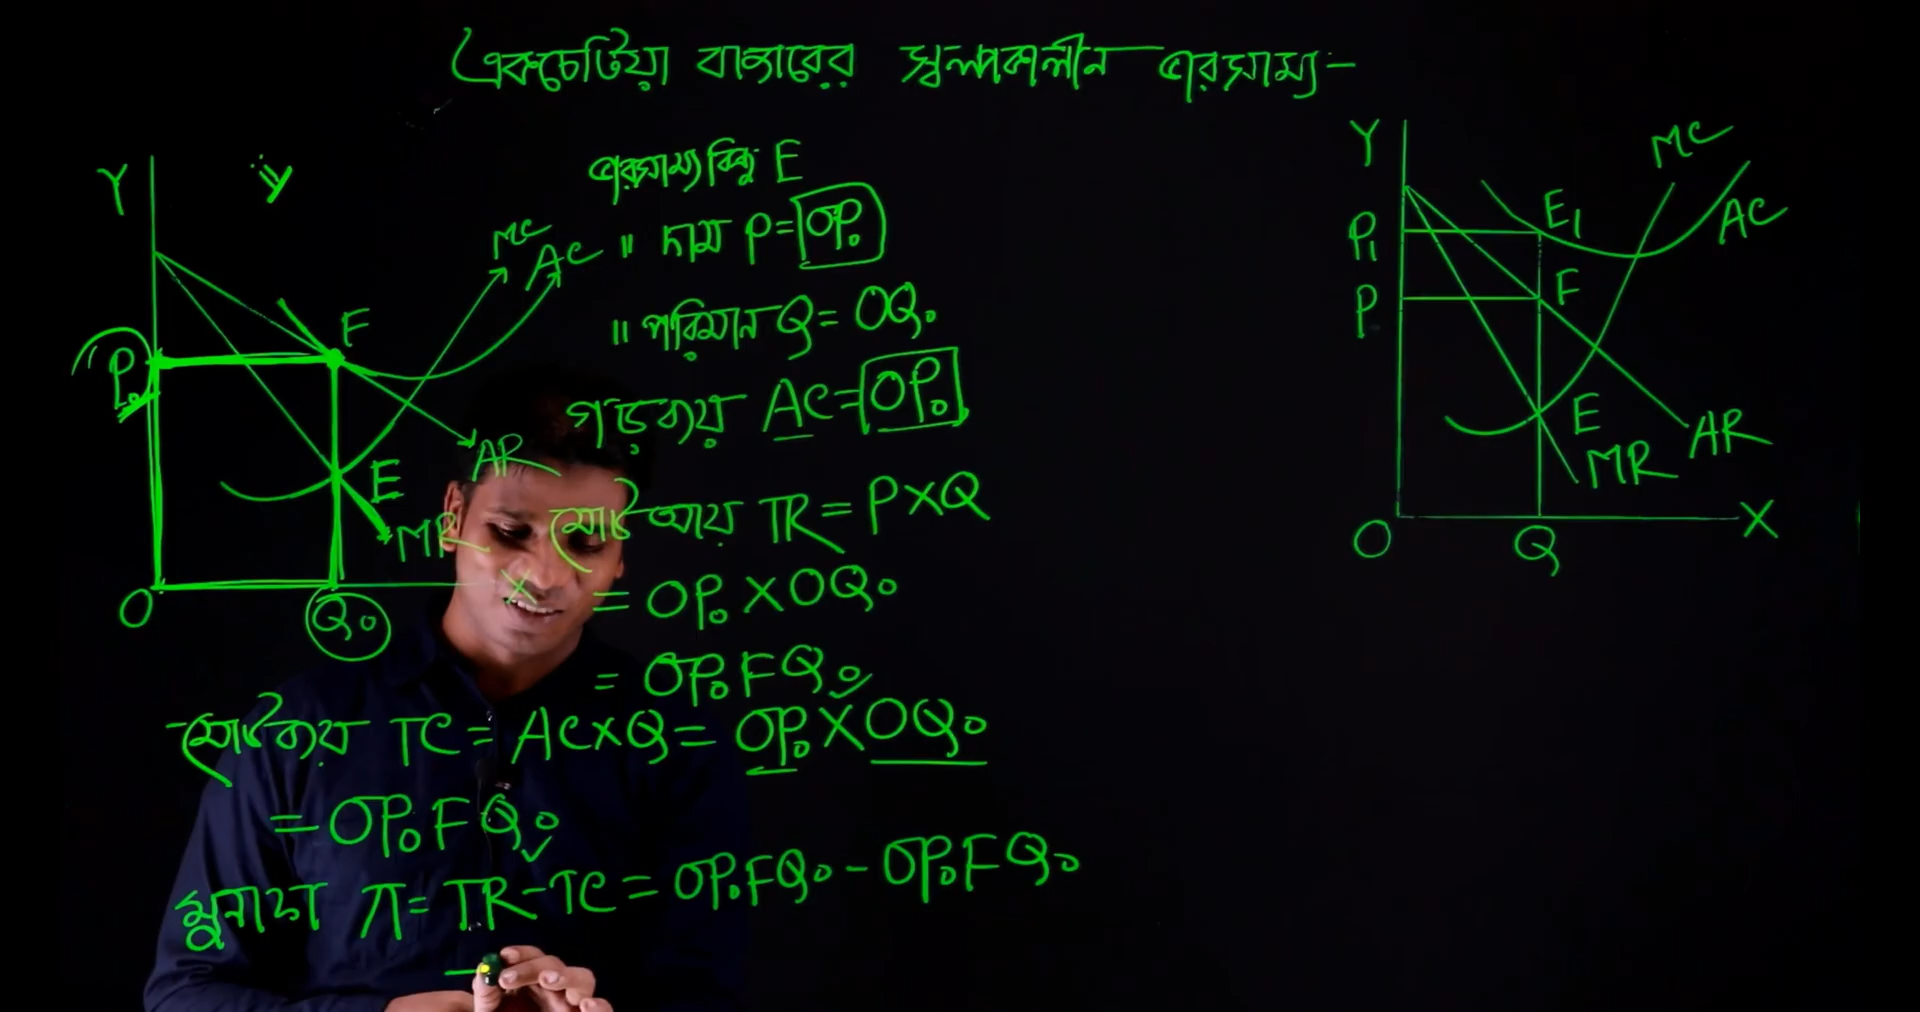 একচেটিয়া বাজারের স্বল্পকালীন ভারসাম্য-
ii
Y
P₀
O
Q₀
X
F
E
MC
AC
AR
MR
ভারসাম্য বিন্দু E
" দাম P = OP₀
" পরিমান Q = OQ₀
গড় ব্যয় AC = OP₀
মোট আয় TR = P×Q
= OP₀ × OQ₀
= OP₀FQ₀
মোট ব্যয় TC = AC×Q = OP₀ × OQ₀
= OP₀FQ₀
মুনাফা π = TR-TC = OP₀FQ₀ - OP₀FQ₀
Y
P₁
P
O
Q
X
E₁
F
E
MC
AC
AR
MR